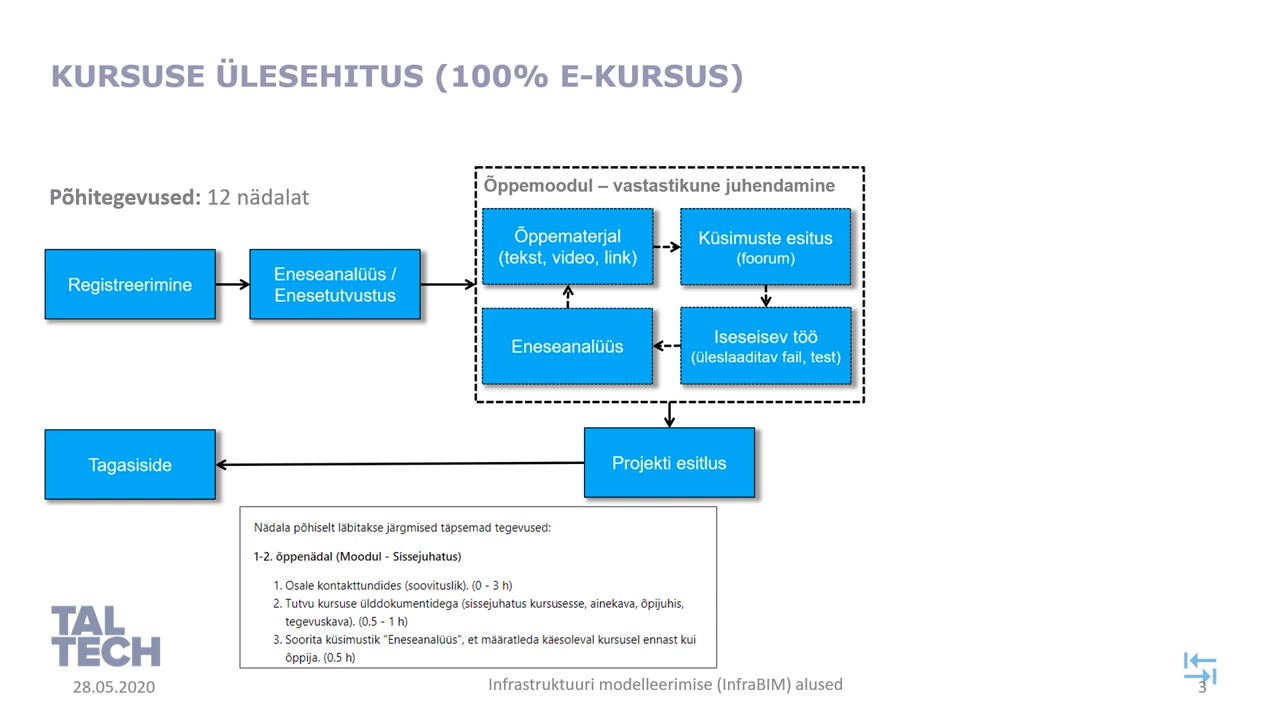 KURSUSE ÜLESEHITUS (100% E-KURSUS)
Põhitegevused: 12 nädalat
Õppemoodul – vastastikune juhendamine
Registreerimine
Eneseanalüüs /
Enesetutvustus
Õppematerjal
(tekst, video, link)
Küsimuste esitus
(foorum)
Eneseanalüüs
Iseseisev töö
(üleslaaditav fail, test)
Tagasiside
Projekti esitlus
Nädala põhiselt läbitakse järgmised täpsemad tegevused:
1-2. õppenädal (Moodul - Sissejuhatus)
1. Osale kontakttundides (soovituslik). (0 - 3 h)
2. Tutvu kursuse ülddokumentidega (sissejuhatus kursusesse, ainekava, õpijuhis,
tegevuskava). (0.5 - 1 h)
3. Soorita küsimustik "Eneseanalüüs", et määratleda käesoleval kursusel ennast kui
õppija. (0.5 h)
TAL
TECH
28.05.2020
Infrastruktuuri modelleerimise (InfraBIM) alused
3